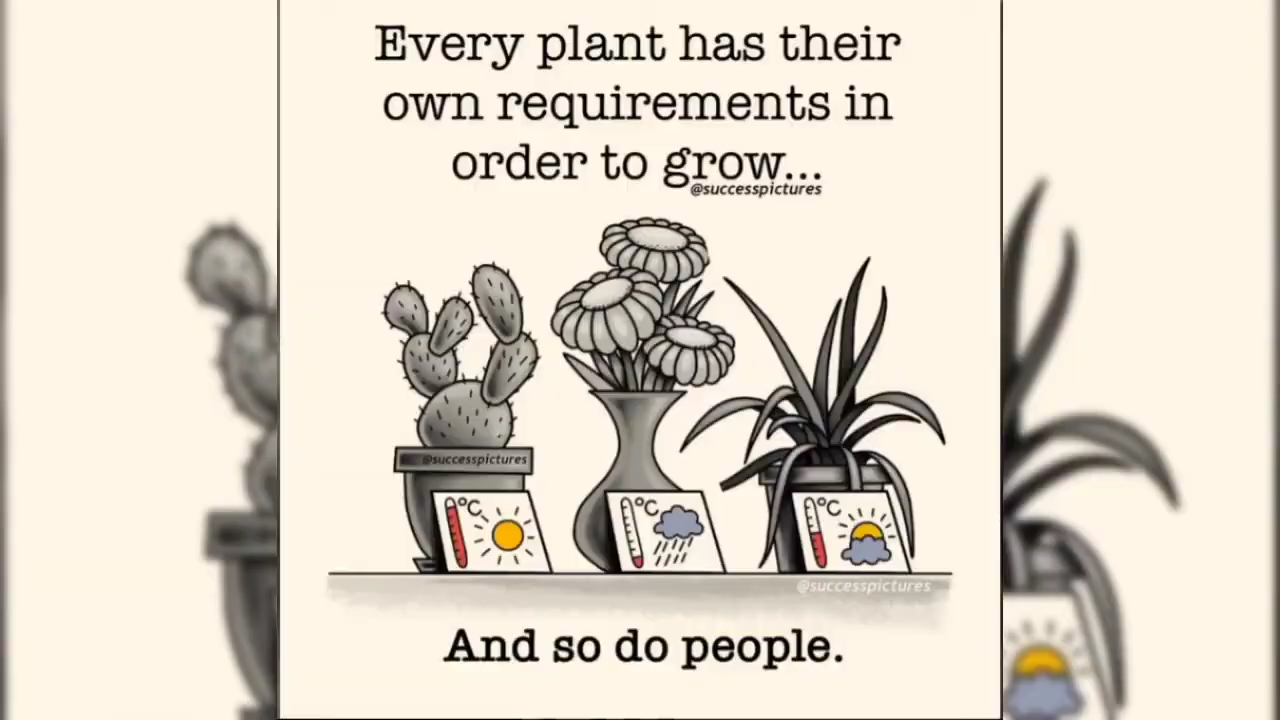 Every plant has their
own requirements in
order to grow...
@successpictures
@successpictures
°C
°C
°C
@successpictures
And so do people.